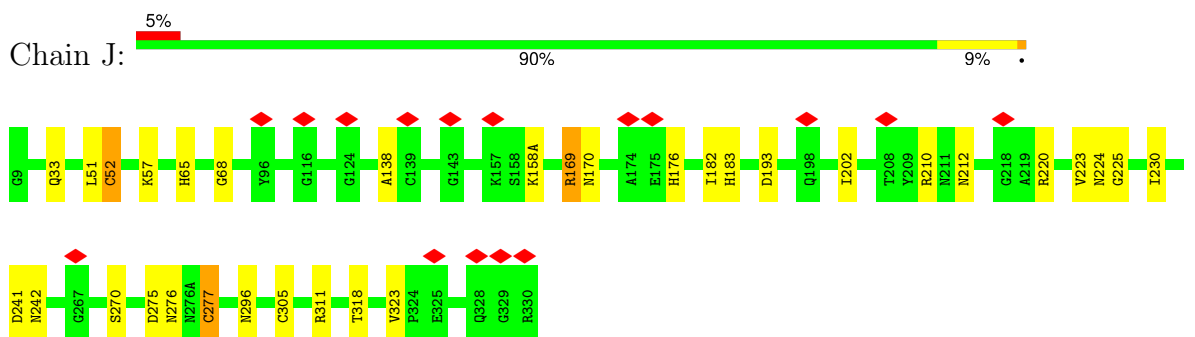 5%
Chain J:
90% 9% •
G9 Q33 L51 C52 K57 H65 G68 Y96 G116 G124 A138 C139 G143 K157 S158 K158A R169 N170 A174 E175 H176 I182 H183 D193 Q198 I202 T208 Y209 R210 N211 N212 G218 A219 R220 V223 N224 G225 I230
D241 N242 G267 S270 D275 N276 N276A C277 N296 C305 R311 T318 V323 P324 E325 Q328 G329 R330